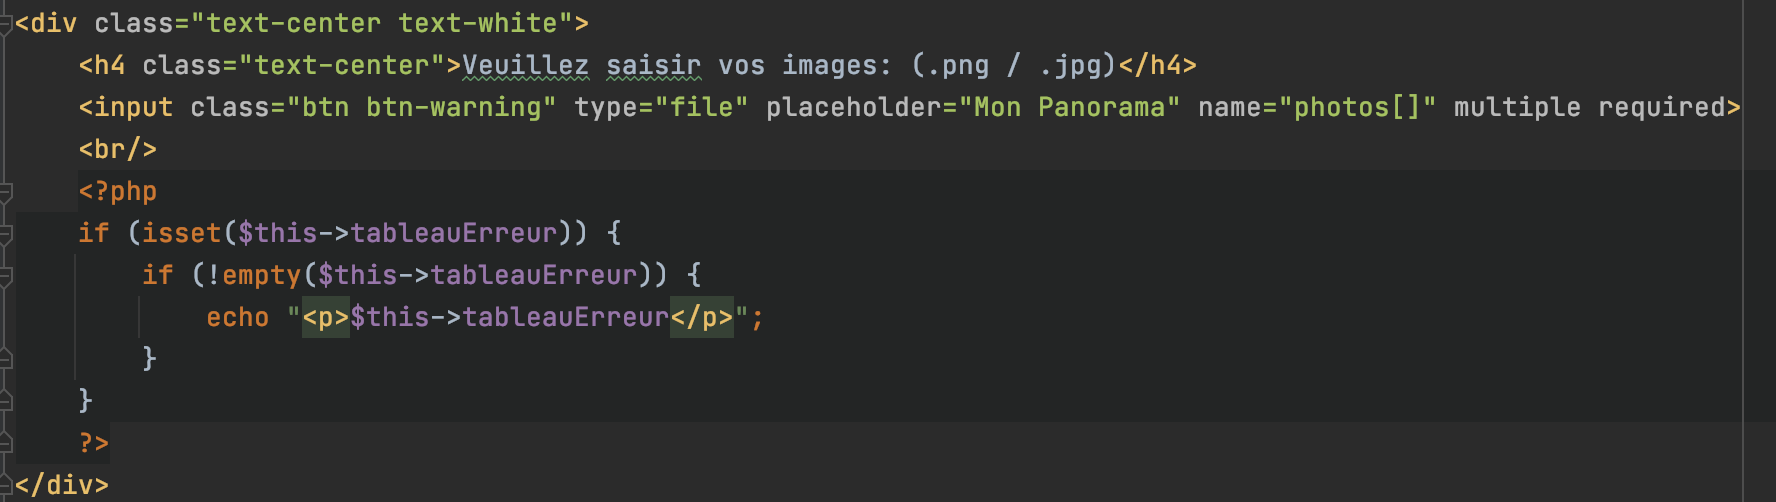 <div class="text-center text-white">
    <h4 class="text-center">Veuillez saisir vos images: (.png / .jpg)</h4>
    <input class="btn btn-warning" type="file" placeholder="Mon Panorama" name="photos[]" multiple required>
    <br/>
    <?php
    if (isset($this->tableauErreur)) {
        if (!empty($this->tableauErreur)) {
            echo "<p>$this->tableauErreur</p>";
        }
    }
    ?>
</div>